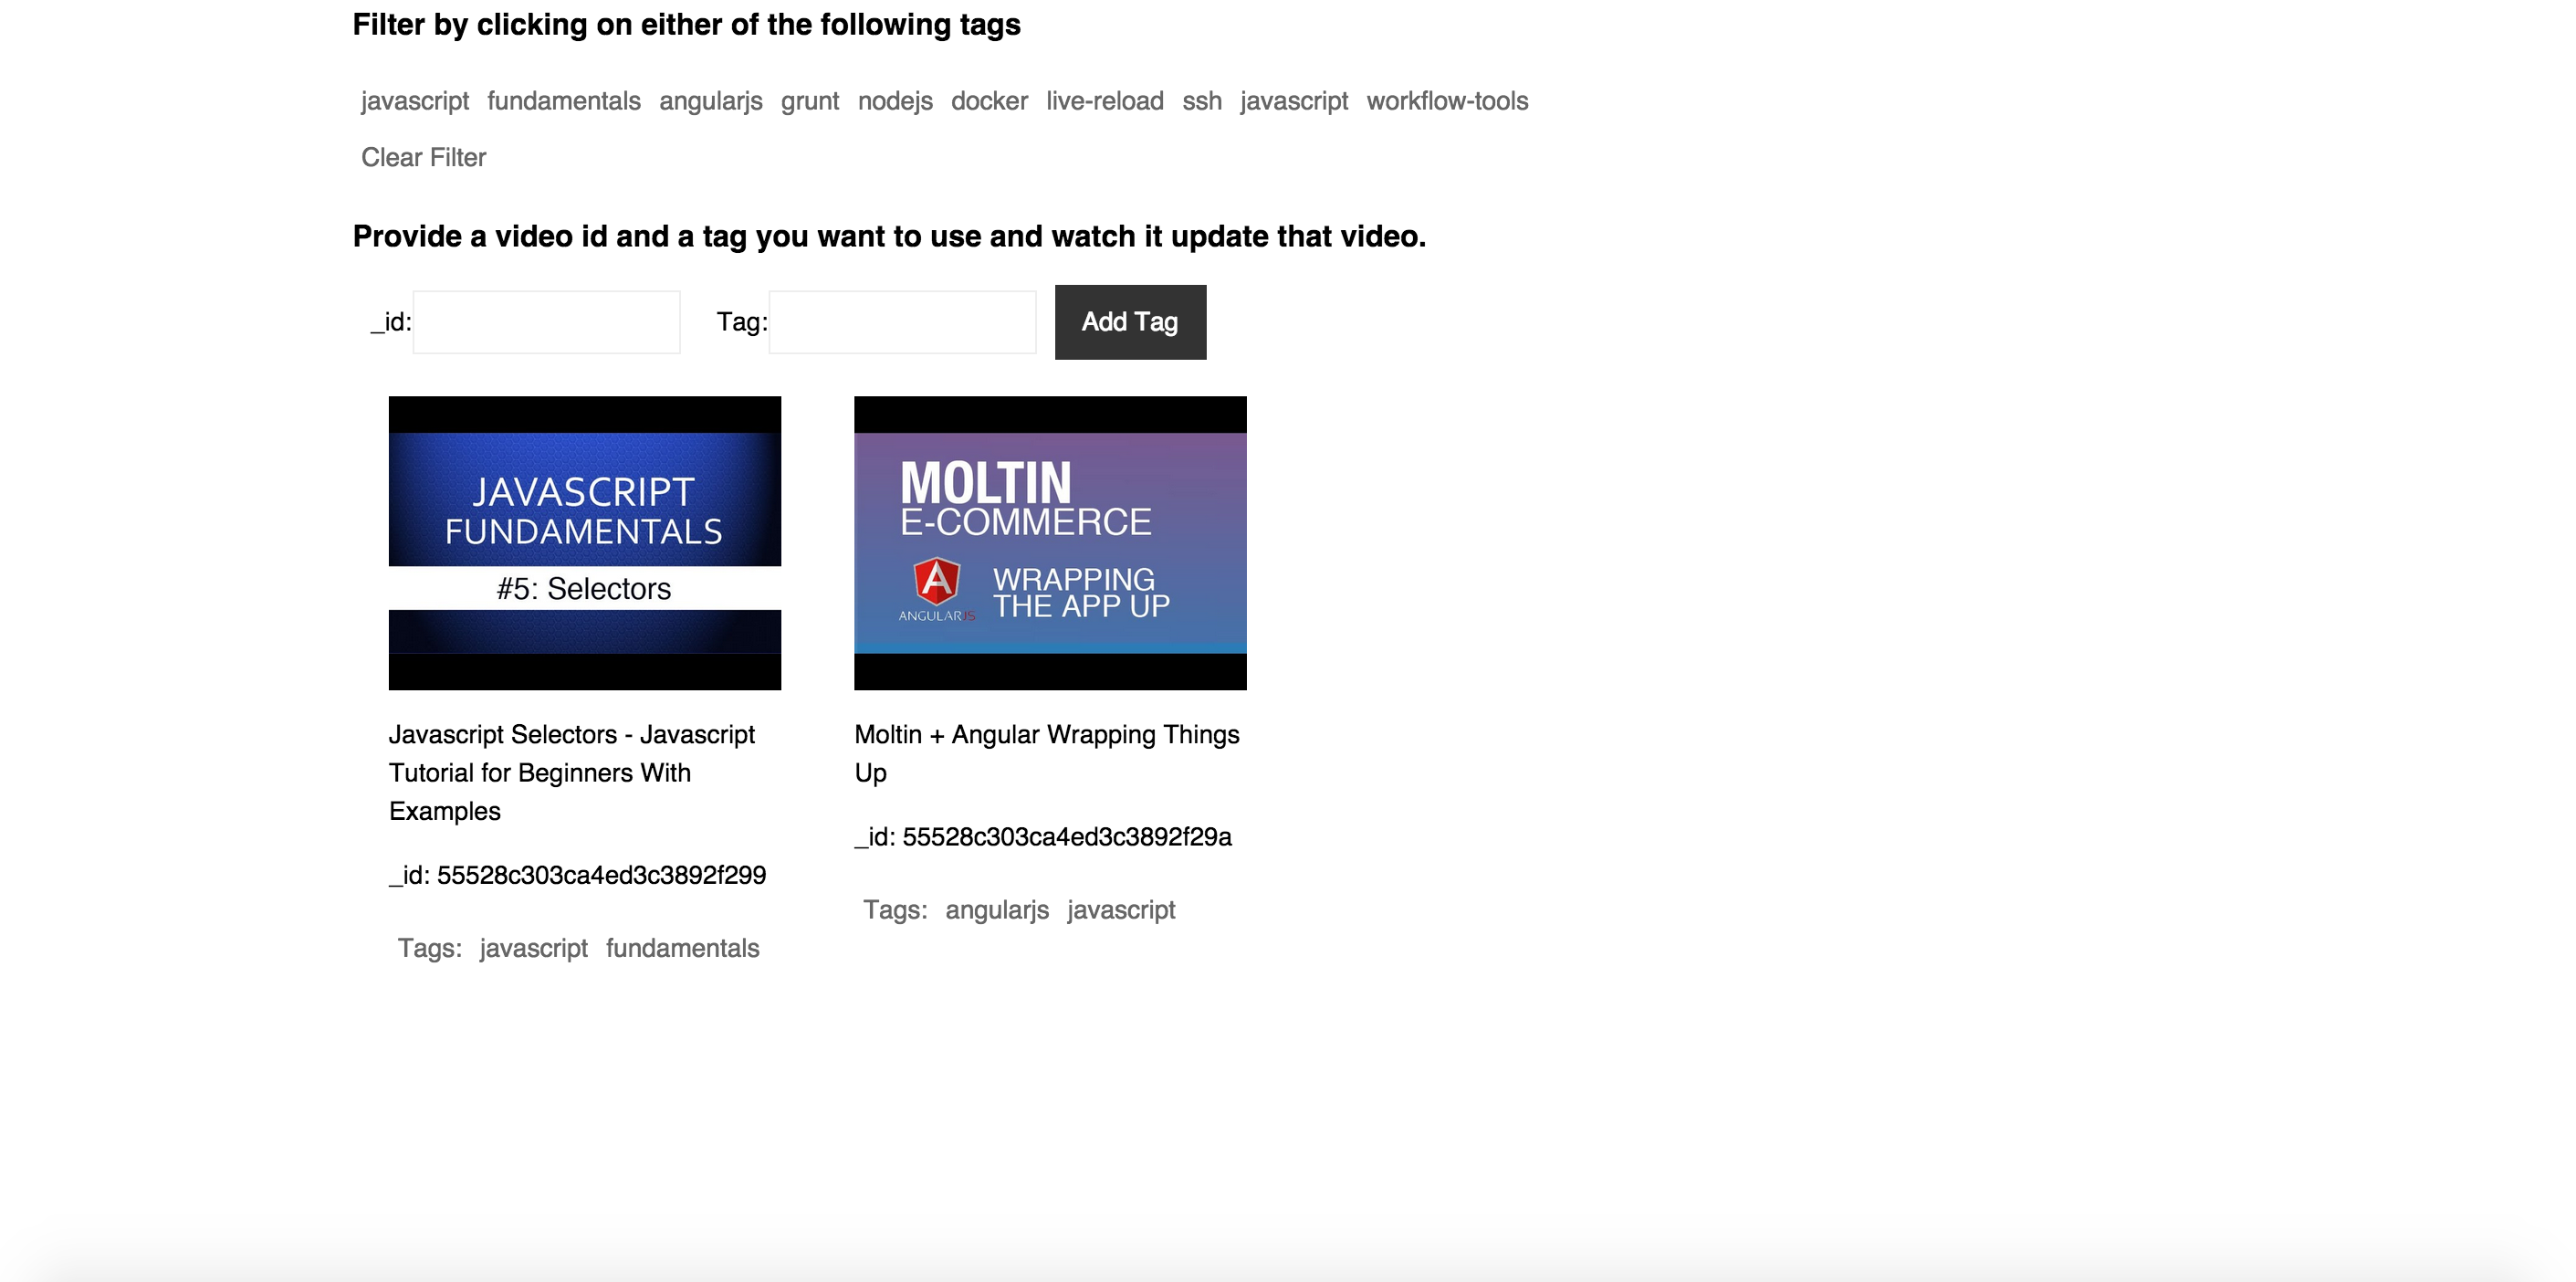 Filter by clicking on either of the following tags
javascript fundamentals angularjs grunt nodejs docker live-reload ssh javascript workflow-tools
Clear Filter
Provide a video id and a tag you want to use and watch it update that video.
_id: Tag: Add Tag
JAVASCRIPT
FUNDAMENTALS
#5: Selectors
Javascript Selectors - Javascript
Tutorial for Beginners With
Examples
_id: 55528c303ca4ed3c3892f299
Tags: javascript fundamentals
MOLTIN
E-COMMERCE
ANGULARJS
WRAPPING
THE APP UP
Moltin + Angular Wrapping Things
Up
_id: 55528c303ca4ed3c3892f29a
Tags: angularjs javascript